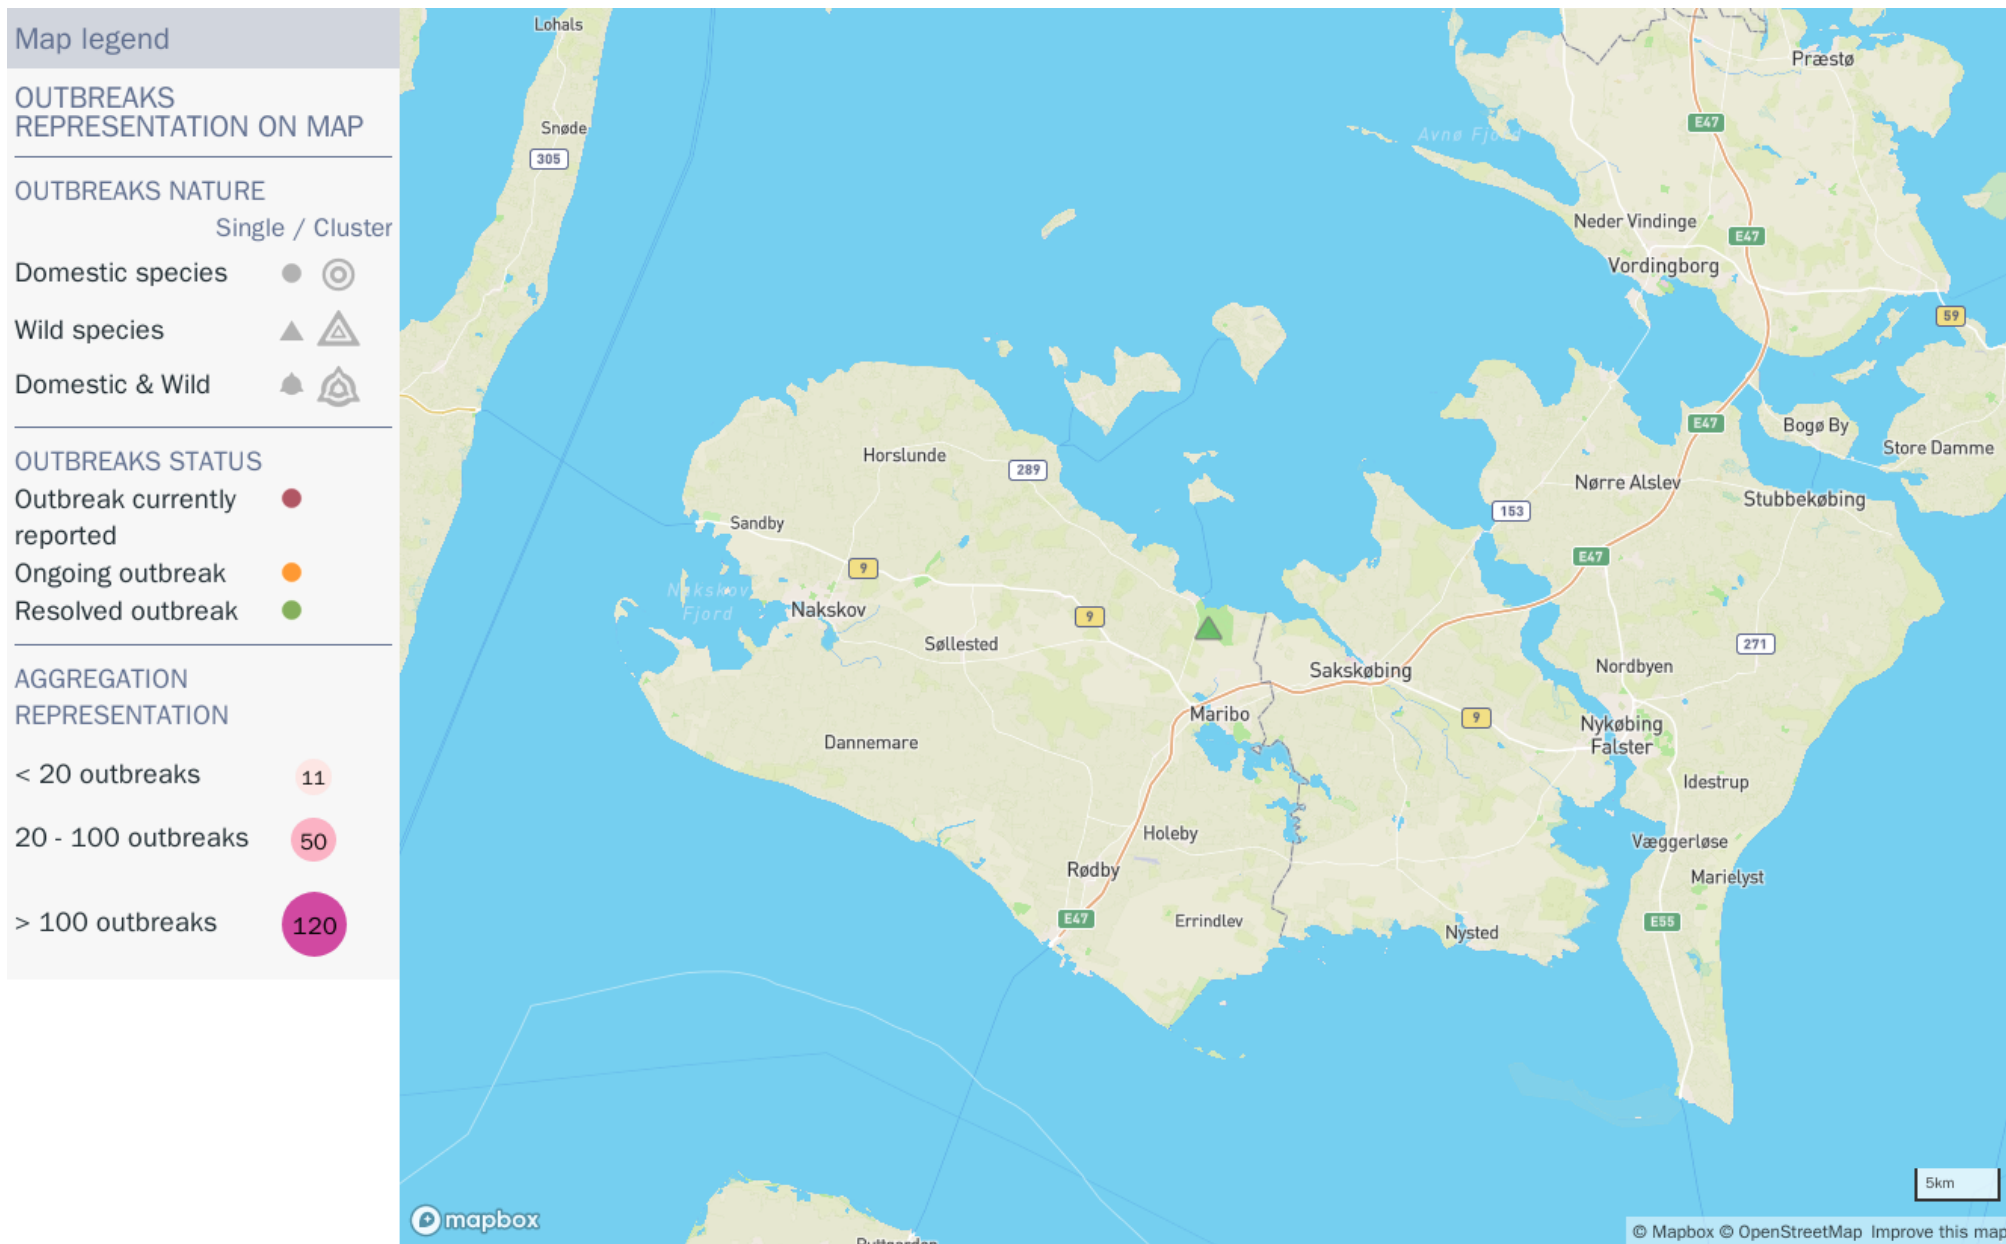 Map legend
OUTBREAKS
REPRESENTATION ON MAP
OUTBREAKS NATURE
Single / Cluster
Domestic species
Wild species
Domestic & Wild
OUTBREAKS STATUS
Outbreak currently
reported
Ongoing outbreak
Resolved outbreak
AGGREGATION
REPRESENTATION
< 20 outbreaks 11
20 - 100 outbreaks 50
> 100 outbreaks 120
Lohals
Præstø
E47
Snøde
Avnø Fjord
305
Neder Vindinge
E47
Vordingborg
59
E47
Bogø By
Store Damme
Horslunde
289
Nørre Alslev
Stubbekøbing
153
Sandby
E47
9
Nakskov
Fjord
Nakskov
9
Søllested
271
Nordbyen
Sakskøbing
Maribo
9
Nykøbing
Falster
Dannemare
Idestrup
Holeby
Væggerløse
Rødby
Marielyst
E47
Errindlev
E55
Nysted
5km
mapbox
© Mapbox © OpenStreetMap Improve this map